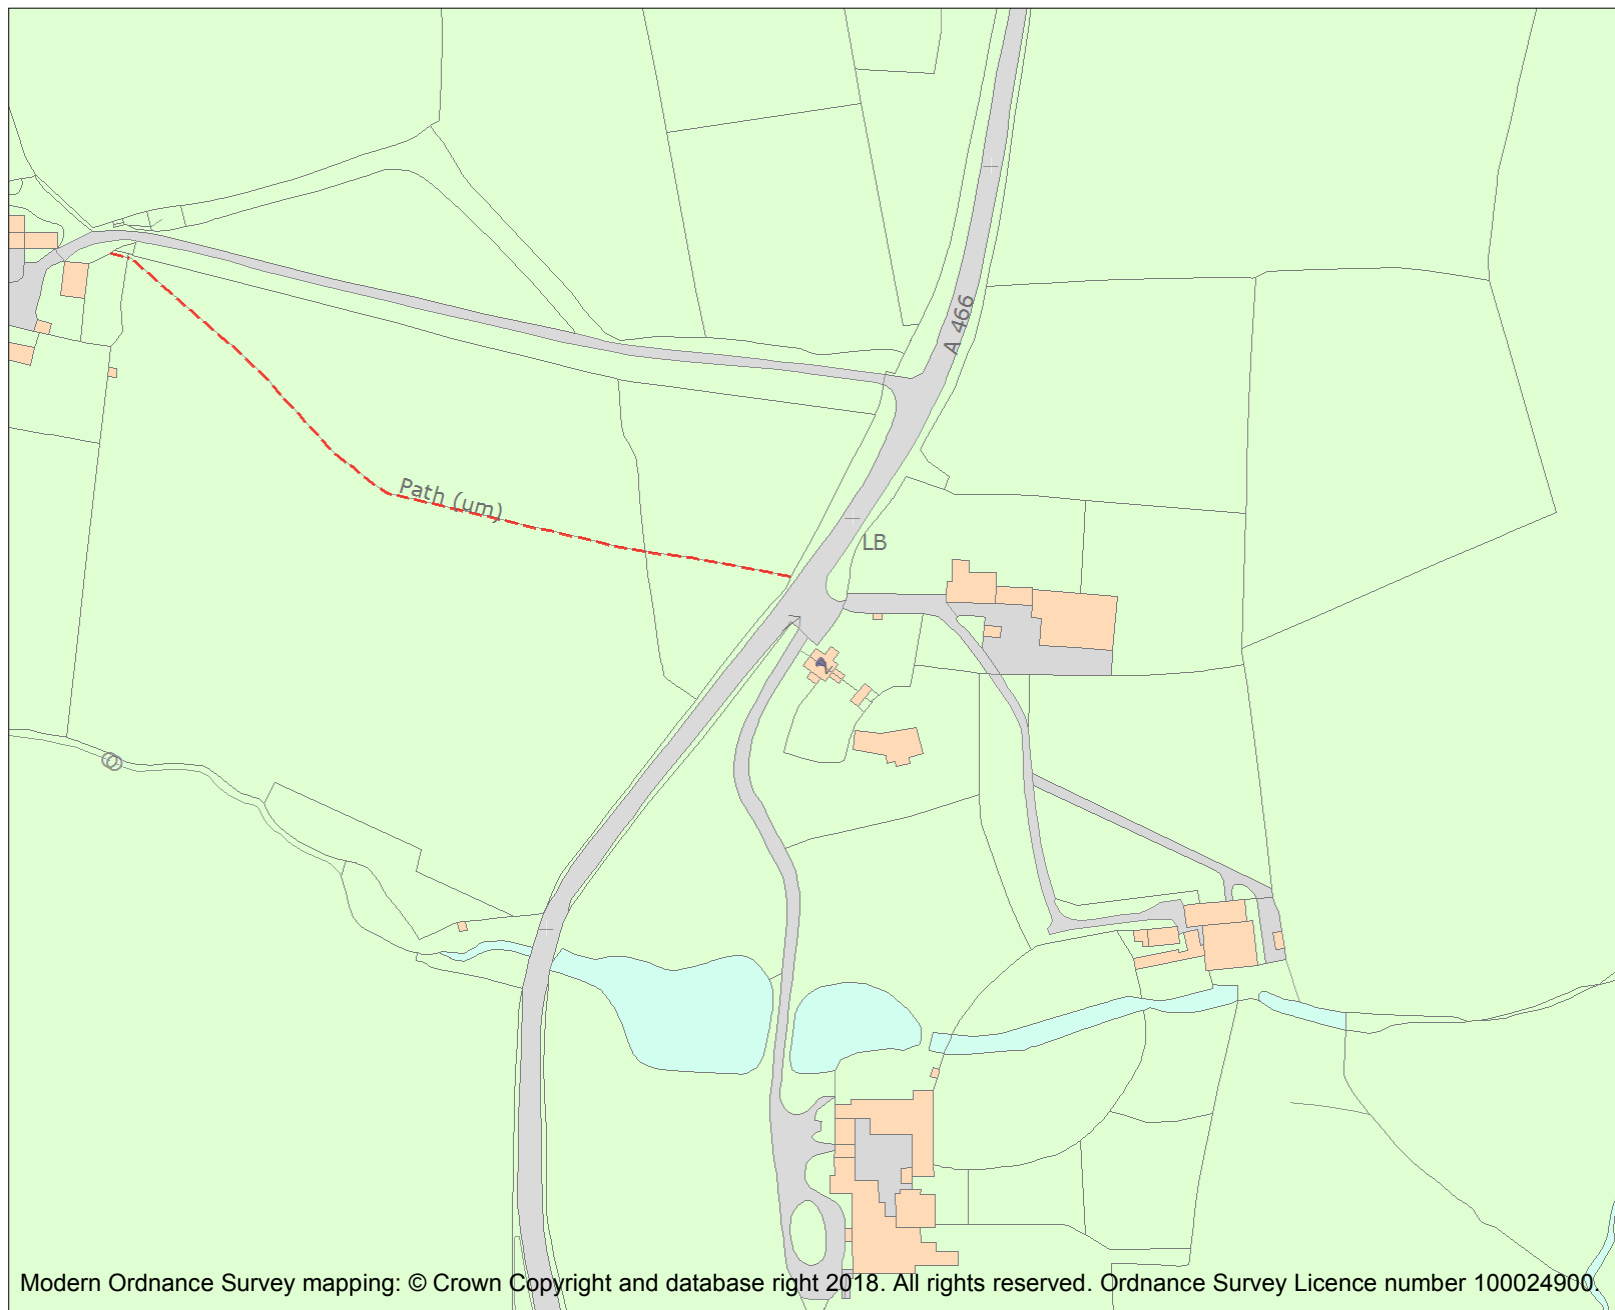 A 466
Path (um)
LB
Modern Ordnance Survey mapping: © Crown Copyright and database right 2018. All rights reserved. Ordnance Survey Licence number 100024900.